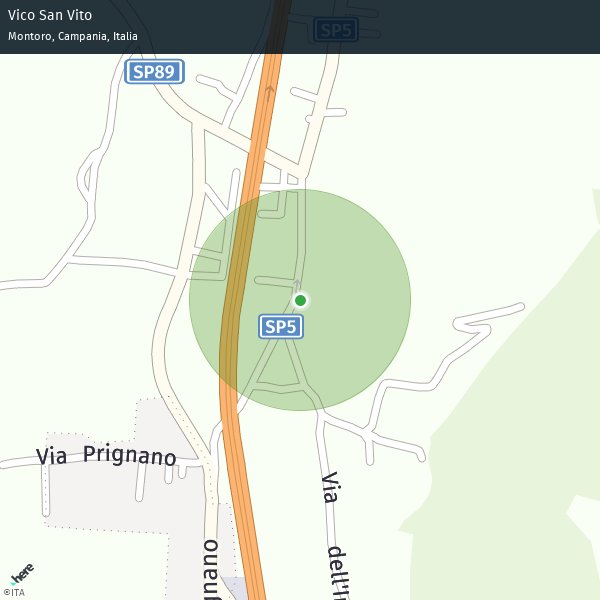 Vico San Vito
Montoro, Campania, Italia
SP5
SP89
SP5
Via Prignano
Via
dell'I
gnano
here
©ITA